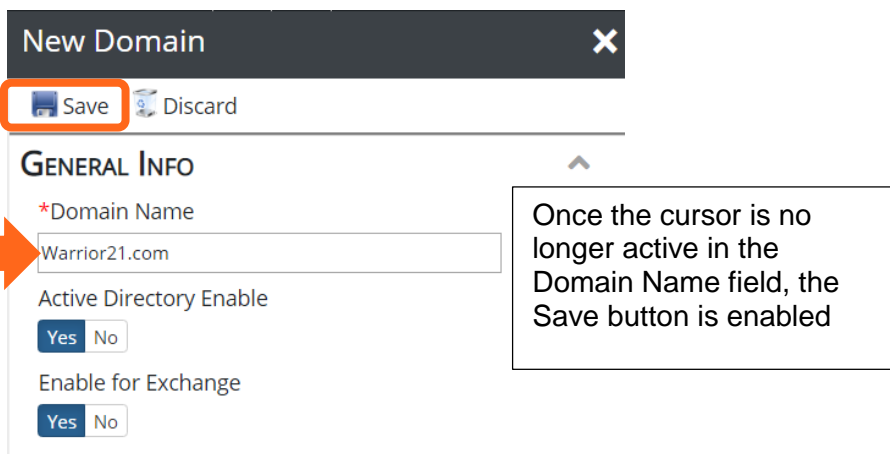 New Domain
Save Discard
GENERAL INFO
*Domain Name
Warrior21.com
Active Directory Enable
Yes No
Enable for Exchange
Yes No
Once the cursor is no
longer active in the
Domain Name field, the
Save button is enabled